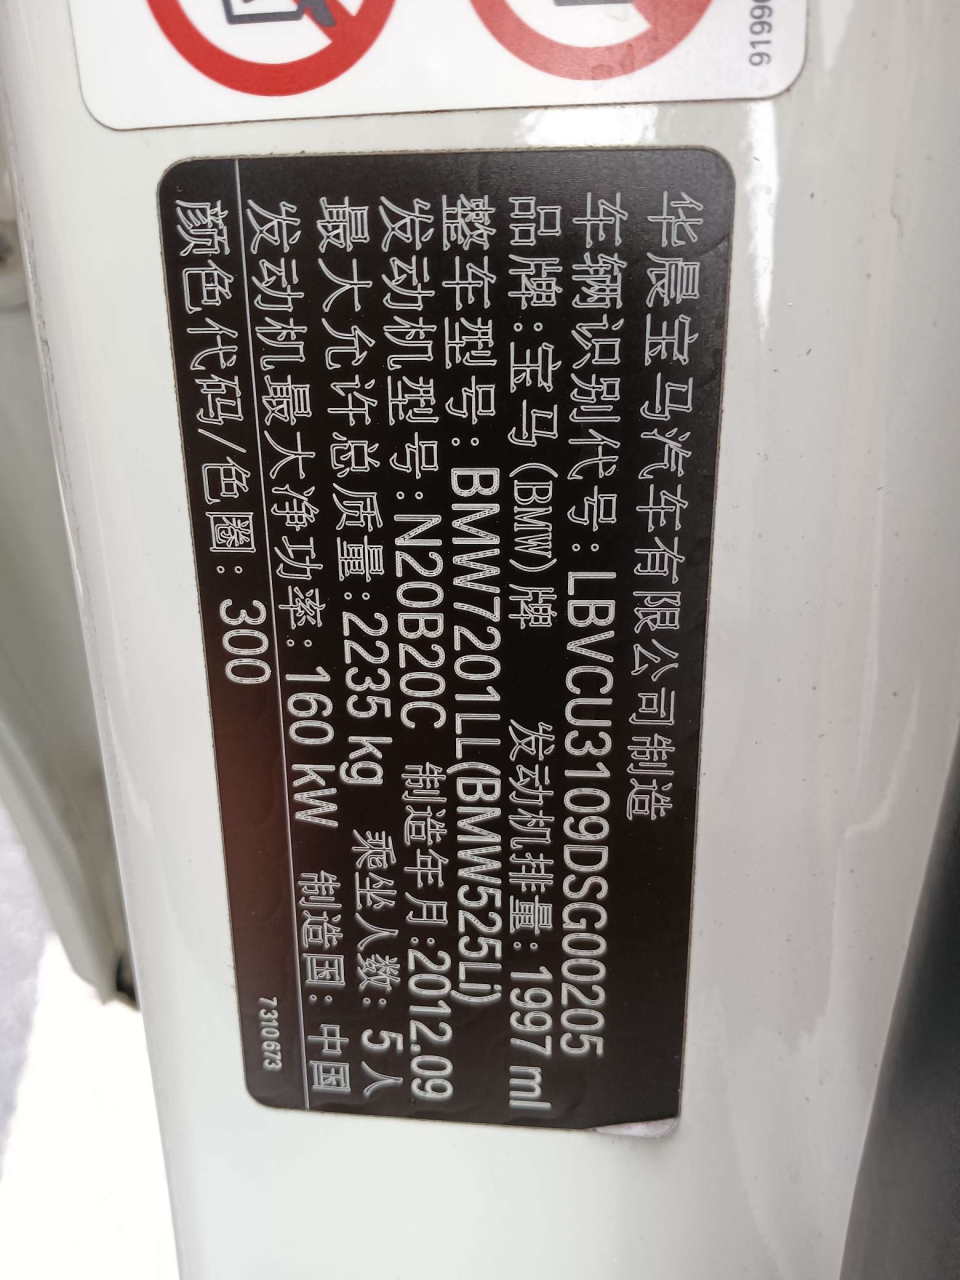 华晨宝马汽车有限公司制造
车辆识别代号:LBVCU3109DSG00205
品牌:宝马(BMW)牌 发动机排量:1997 ml
整车型号:BMW7201LL(BMW525Li)
发动机型号:N20B20C 制造年月:2012.09
最大允许总质量:2235 kg 乘坐人数:5人
发动机最大净功率:160 kW 制造国:中国
颜色代码/色圈:300
7310673